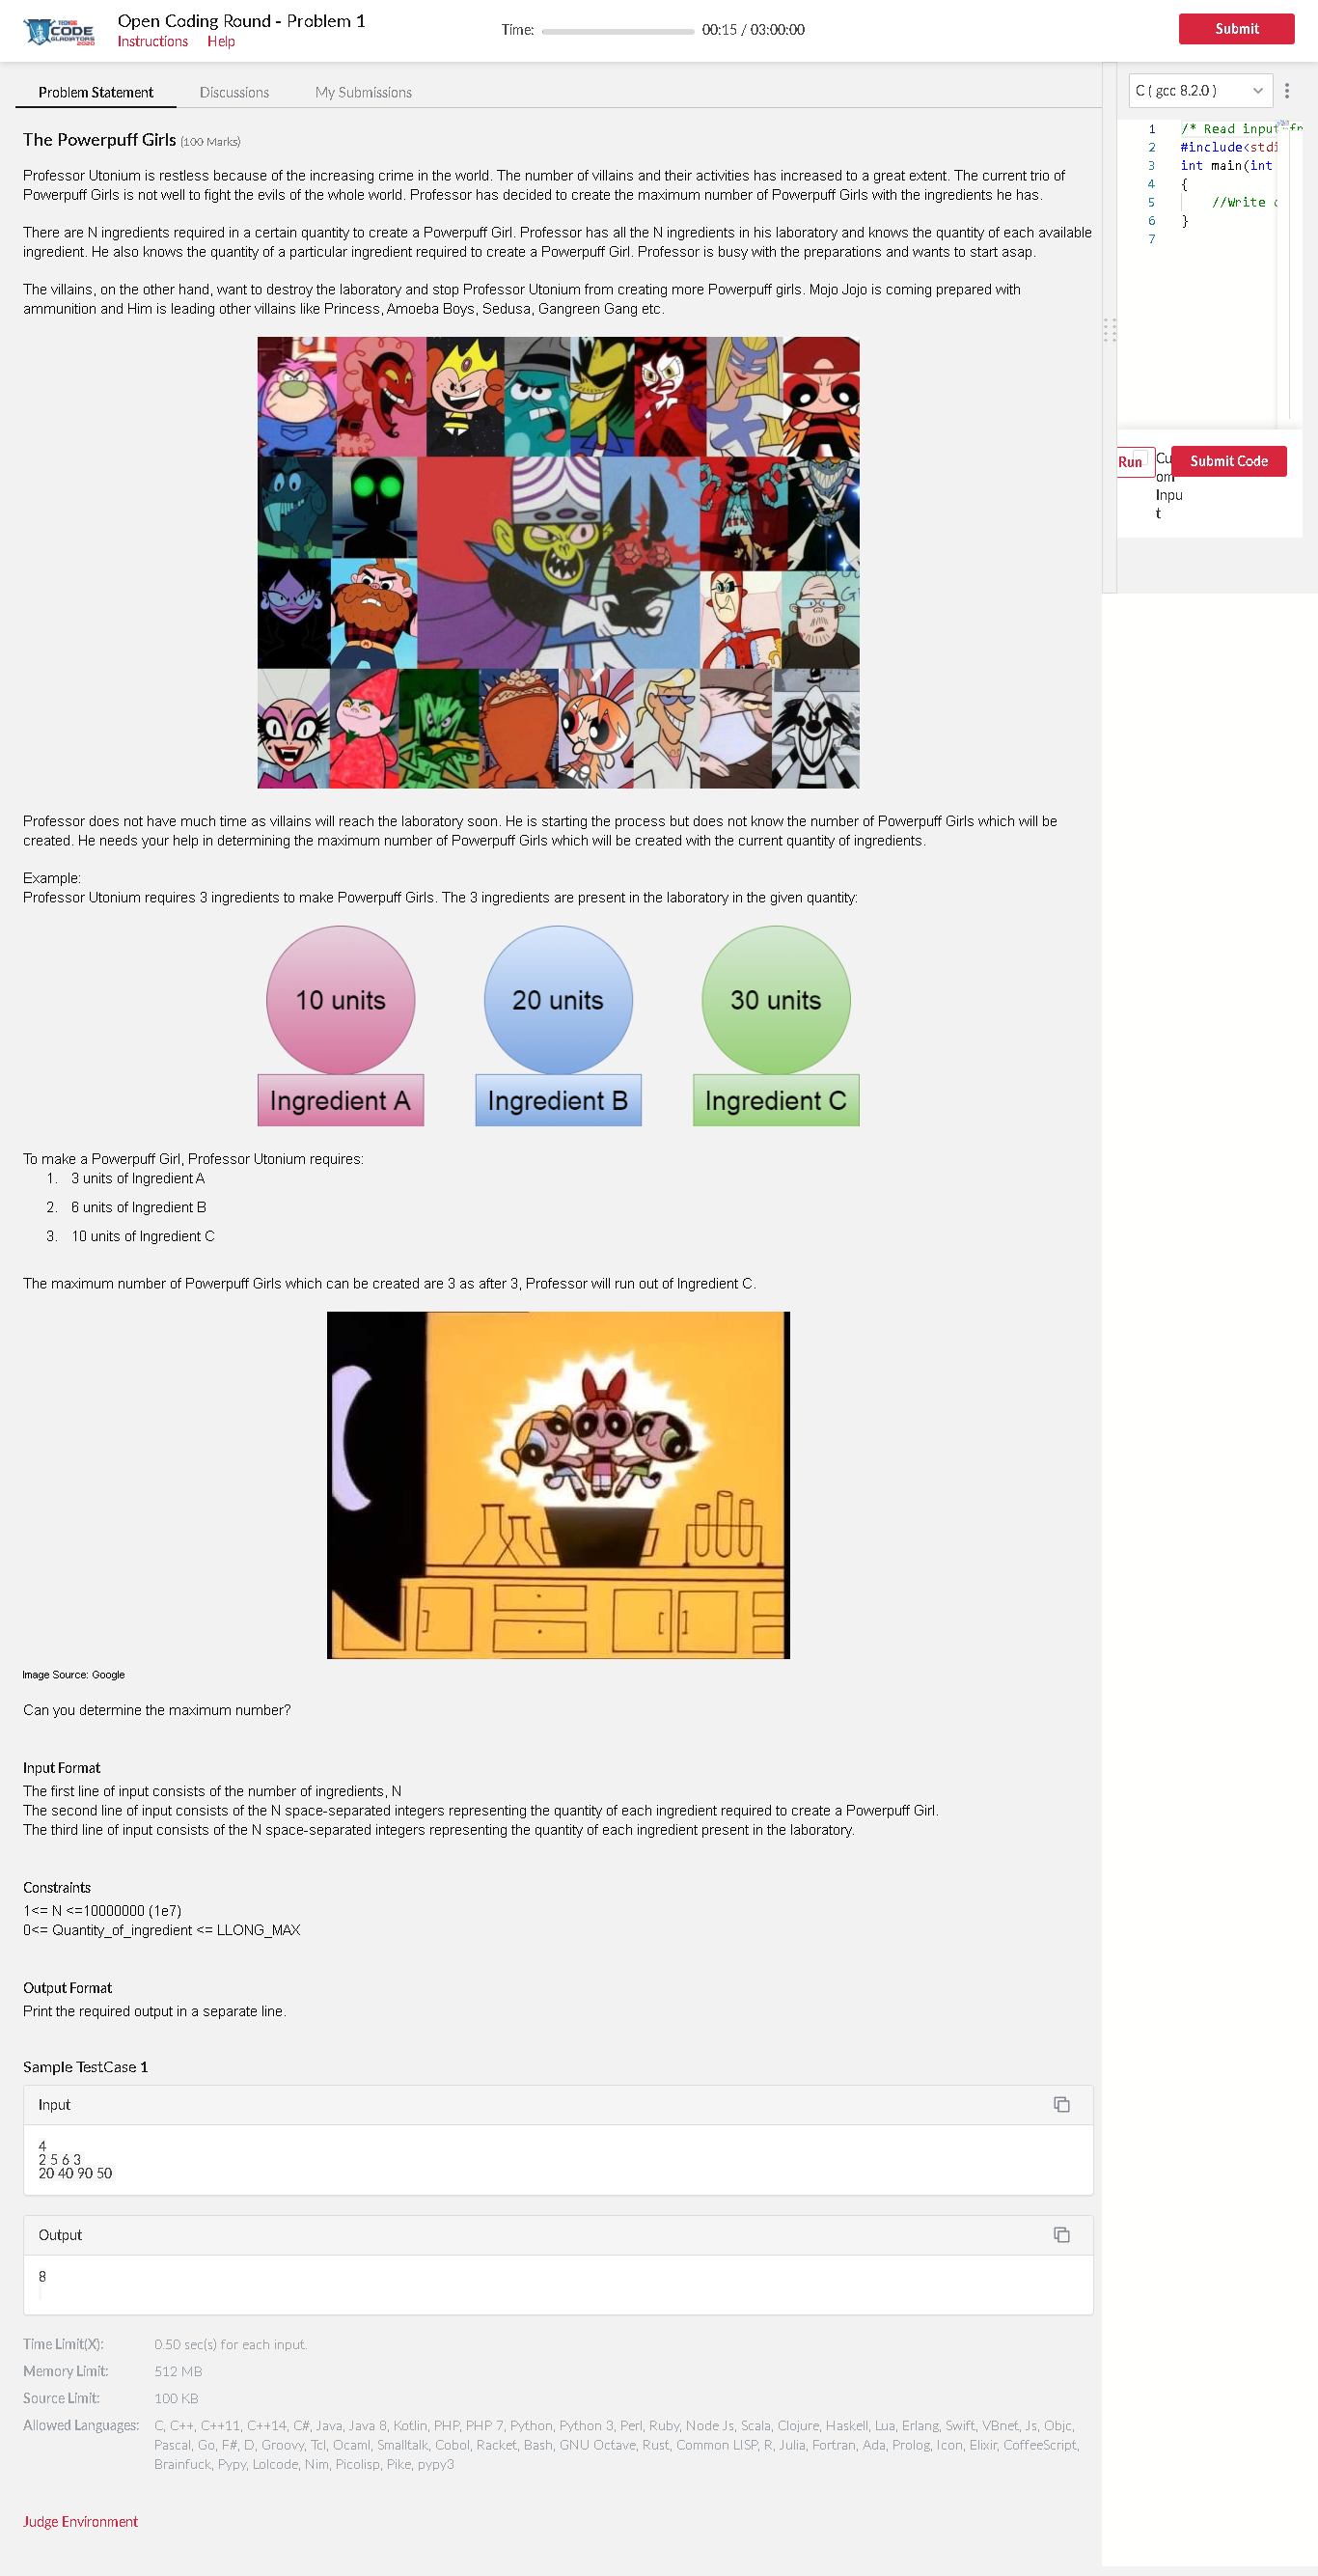 TECHGIG
CODE
GLADIATORS
2020
Open Coding Round - Problem 1
Instructions Help
Time: 00:15 / 03:00:00
Submit
Problem Statement Discussions My Submissions
The Powerpuff Girls (100 Marks)
Professor Utonium is restless because of the increasing crime in the world. The number of villains and their activities has increased to a great extent. The current trio of
Powerpuff Girls is not well to fight the evils of the whole world. Professor has decided to create the maximum number of Powerpuff Girls with the ingredients he has.
There are N ingredients required in a certain quantity to create a Powerpuff Girl. Professor has all the N ingredients in his laboratory and knows the quantity of each available
ingredient. He also knows the quantity of a particular ingredient required to create a Powerpuff Girl. Professor is busy with the preparations and wants to start asap.
The villains, on the other hand, want to destroy the laboratory and stop Professor Utonium from creating more Powerpuff girls. Mojo Jojo is coming prepared with
ammunition and Him is leading other villains like Princess, Amoeba Boys, Sedusa, Gangreen Gang etc.
Professor does not have much time as villains will reach the laboratory soon. He is starting the process but does not know the number of Powerpuff Girls which will be
created. He needs your help in determining the maximum number of Powerpuff Girls which will be created with the current quantity of ingredients.
Example:
Professor Utonium requires 3 ingredients to make Powerpuff Girls. The 3 ingredients are present in the laboratory in the given quantity:
10 units 20 units 30 units
Ingredient A Ingredient B Ingredient C
To make a Powerpuff Girl, Professor Utonium requires:
1. 3 units of Ingredient A
2. 6 units of Ingredient B
3. 10 units of Ingredient C
The maximum number of Powerpuff Girls which can be created are 3 as after 3, Professor will run out of Ingredient C.
Image Source: Google
Can you determine the maximum number?
Input Format
The first line of input consists of the number of ingredients, N
The second line of input consists of the N space-separated integers representing the quantity of each ingredient required to create a Powerpuff Girl.
The third line of input consists of the N space-separated integers representing the quantity of each ingredient present in the laboratory.
Constraints
1<= N <=10000000 (1e7)
0<= Quantity_of_ingredient <= LLONG_MAX
Output Format
Print the required output in a separate line.
Sample TestCase 1
Input
4
2 5 6 3
20 40 90 50
Output
8
Time Limit(X): 0.50 sec(s) for each input.
Memory Limit: 512 MB
Source Limit: 100 KB
Allowed Languages: C, C++, C++11, C++14, C#, Java, Java 8, Kotlin, PHP, PHP 7, Python, Python 3, Perl, Ruby, Node Js, Scala, Clojure, Haskell, Lua, Erlang, Swift, VBnet, Js, Objc,
Pascal, Go, F#, D, Groovy, Tcl, Ocaml, Smalltalk, Cobol, Racket, Bash, GNU Octave, Rust, Common LISP, R, Julia, Fortran, Ada, Prolog, Icon, Elixir, CoffeeScript,
Brainfuck, Pypy, Lolcode, Nim, Picolisp, Pike, pypy3
Judge Environment
C ( gcc 8.2.0 )
1 /* Read input fr
2 #include<stdi
3 int main(int
4 {
5 //Write c
6 }
7
Run Cu Submit Code
om
Inpu
t